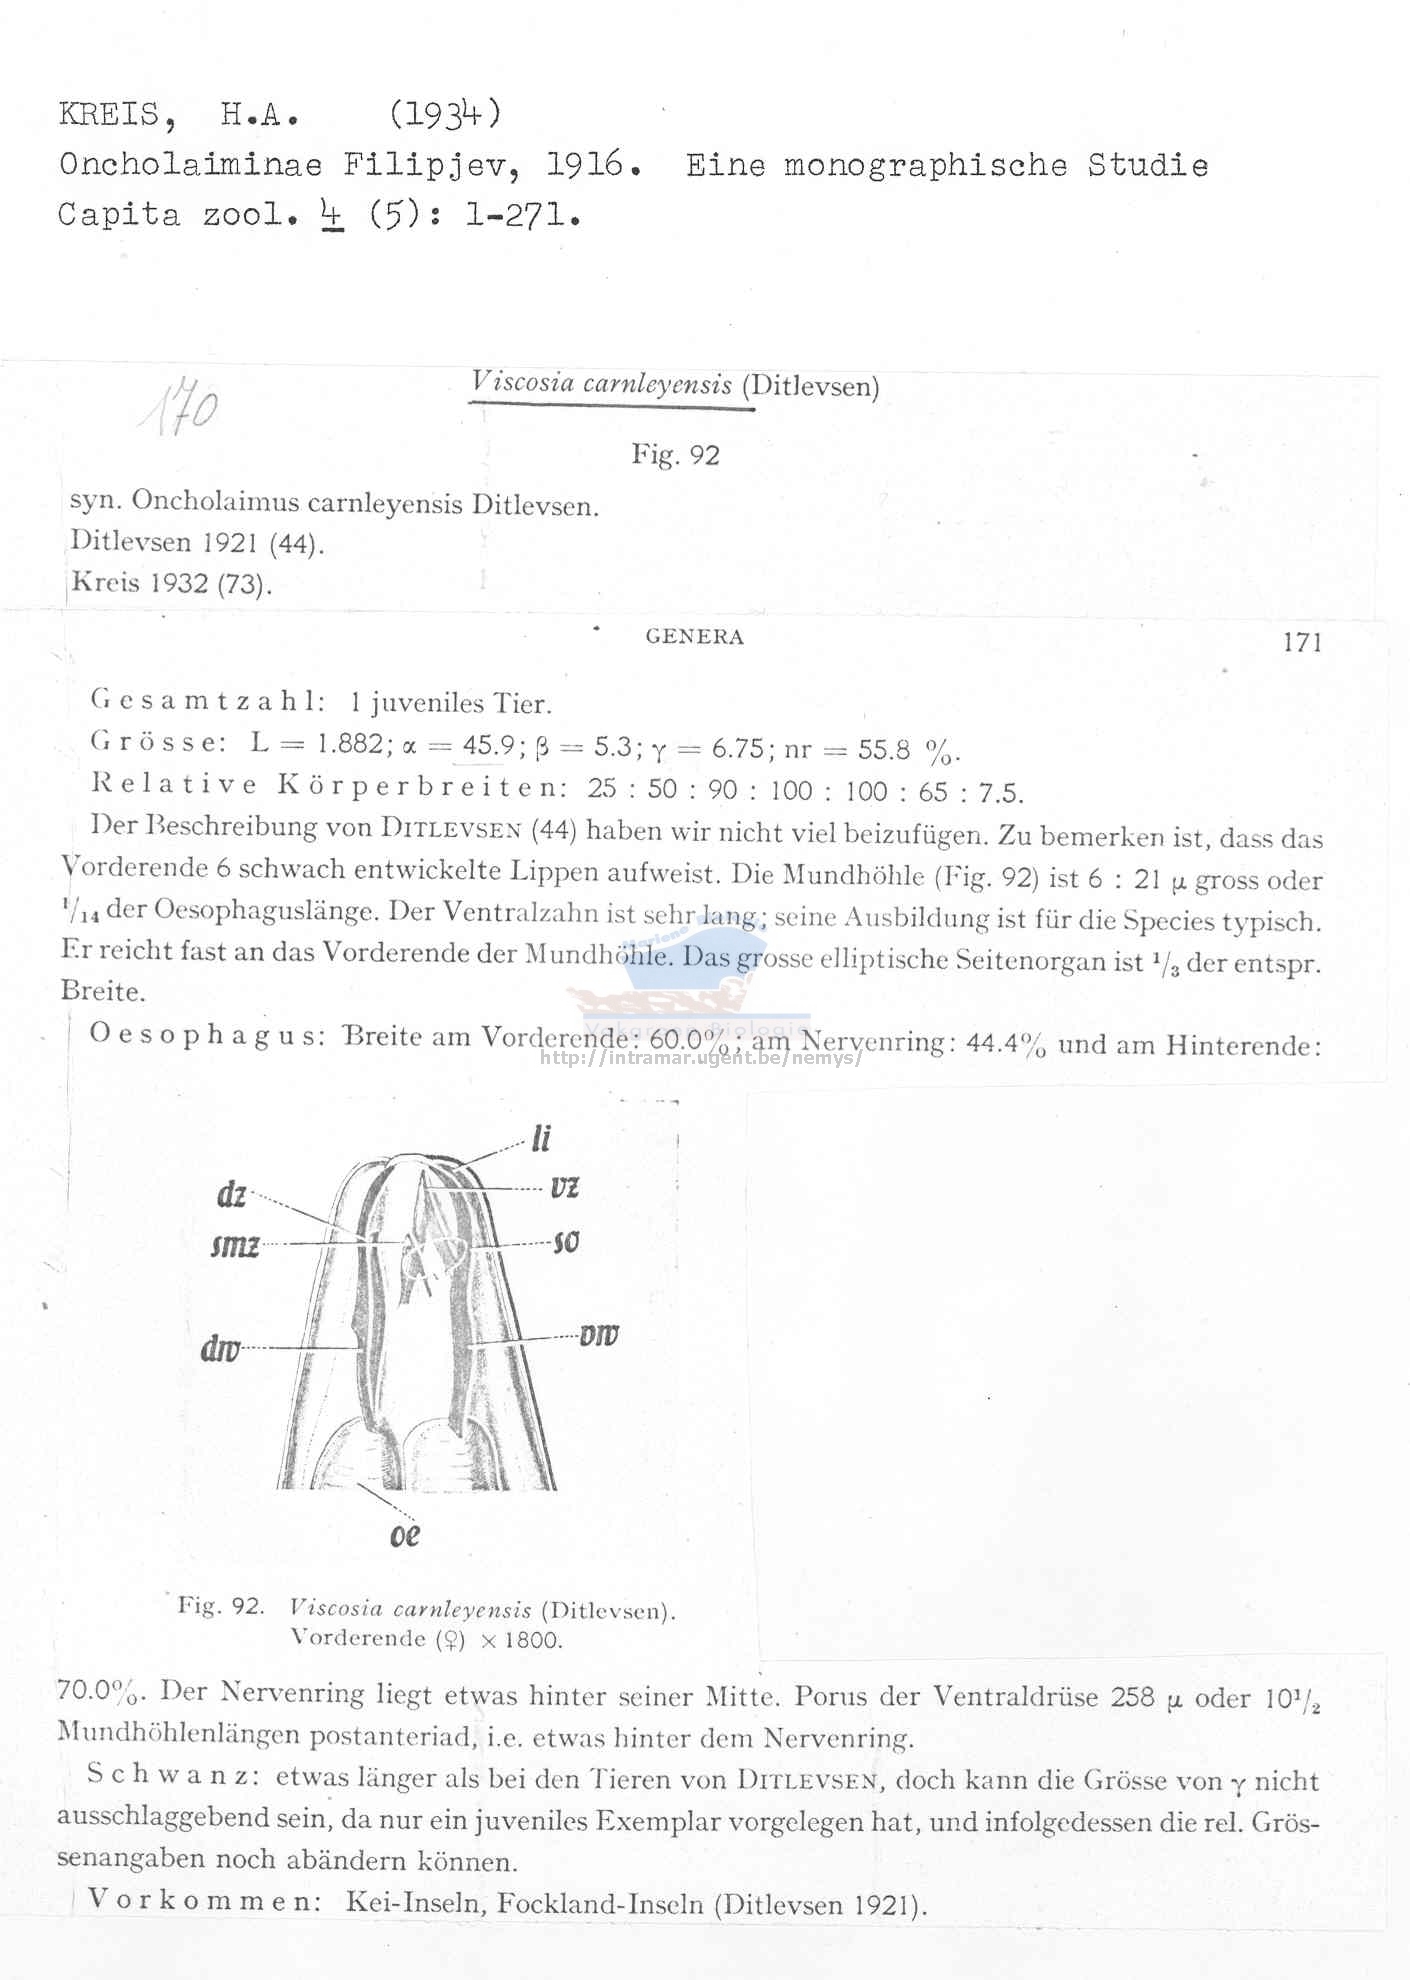 KREIS, H.A. (1934)
Oncholaiminae Filipjev, 1916. Eine monographische Studie
Capita zool. 4 (5): 1-271.
170
Viscosia carnleyensis (Ditlevsen)
Fig. 92
syn. Oncholaimus carnleyensis Ditlevsen.
Ditlevsen 1921 (44).
Kreis 1932 (73).
GENERA 171
Gesamtzahl: 1 juveniles Tier.
Grösse: L = 1.882; α = 45.9; β = 5.3; γ = 6.75; nr = 55.8 %.
Relative Körperbreiten: 25 : 50 : 90 : 100 : 100 : 65 : 7.5.
Der Beschreibung von DITLEVSEN (44) haben wir nicht viel beizufügen. Zu bemerken ist, dass das
Vorderende 6 schwach entwickelte Lippen aufweist. Die Mundhöhle (Fig. 92) ist 6 : 21 μ gross oder
1/14 der Oesophaguslänge. Der Ventralzahn ist sehr lang; seine Ausbildung ist für die Species typisch.
Er reicht fast an das Vorderende der Mundhöhle. Das grosse elliptische Seitenorgan ist 1/3 der entspr.
Breite.
Oesophagus: Breite am Vorderende: 60.0%; am Nervenring: 44.4% und am Hinterende:
Marlene
Vakgroep Biologie
http://intramar.ugent.be/nemys/
li
dz
vz
smz
so
dw
vw
oe
Fig. 92. Viscosia carnleyensis (Ditlevsen).
Vorderende (♀) × 1800.
70.0%. Der Nervenring liegt etwas hinter seiner Mitte. Porus der Ventraldrüse 258 μ oder 10 1/2
Mundhöhlenlängen postanteriad, i.e. etwas hinter dem Nervenring.
Schwanz: etwas länger als bei den Tieren von DITLEVSEN, doch kann die Grösse von γ nicht
ausschlaggebend sein, da nur ein juveniles Exemplar vorgelegen hat, und infolgedessen die rel. Grös-
senangaben noch abändern können.
Vorkommen: Kei-Inseln, Fockland-Inseln (Ditlevsen 1921).